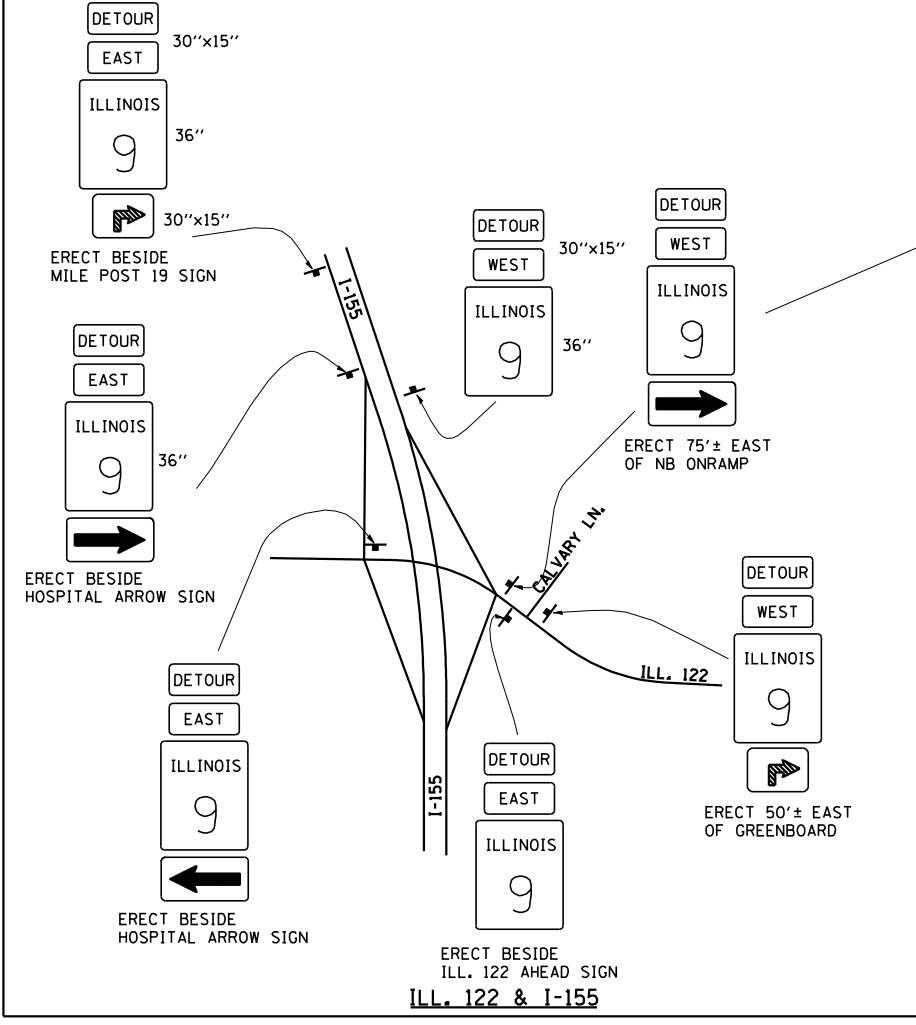 DETOUR
30''x15''
EAST
ILLINOIS
36''
9
30''x15''
ERECT BESIDE
MILE POST 19 SIGN
DETOUR
30''x15''
WEST
ILLINOIS
36''
9
DETOUR
WEST
ILLINOIS
9
ERECT 75'± EAST
OF NB ONRAMP
I-155
DETOUR
EAST
ILLINOIS
36''
9
ERECT BESIDE
HOSPITAL ARROW SIGN
CALVARY LN.
ILL. 122
DETOUR
WEST
ILLINOIS
9
ERECT 50'± EAST
OF GREENBOARD
DETOUR
EAST
ILLINOIS
9
ERECT BESIDE
HOSPITAL ARROW SIGN
I-155
DETOUR
EAST
ILLINOIS
9
ERECT BESIDE
ILL. 122 AHEAD SIGN
ILL. 122 & I-155